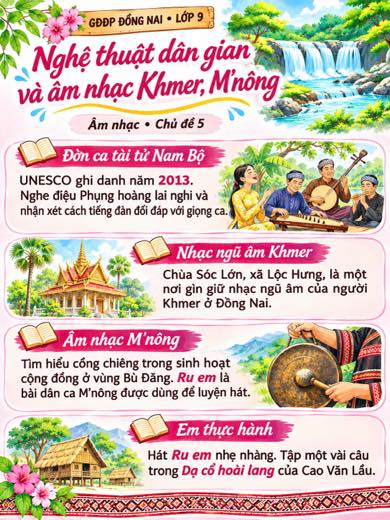 GDĐP ĐỒNG NAI • LỚP 9
Nghệ thuật dân gian
và âm nhạc Khmer, M'nông
Âm nhạc • Chủ đề 5
Đờn ca tài tử Nam Bộ
UNESCO ghi danh năm 2013.
Nghe điệu Phụng hoàng lai nghi và
nhận xét cách tiếng đàn đối đáp với giọng ca.
Nhạc ngũ âm Khmer
Chùa Sóc Lớn, xã Lộc Hưng, là một
nơi gìn giữ nhạc ngũ âm của người
Khmer ở Đồng Nai.
Âm nhạc M'nông
Tìm hiểu cồng chiêng trong sinh hoạt
cộng đồng ở vùng Bù Đăng. Ru em là
bài dân ca M'nông được dùng để luyện hát.
Em thực hành
Hát Ru em nhẹ nhàng. Tập một vài câu
trong Dạ cổ hoài lang của Cao Văn Lầu.